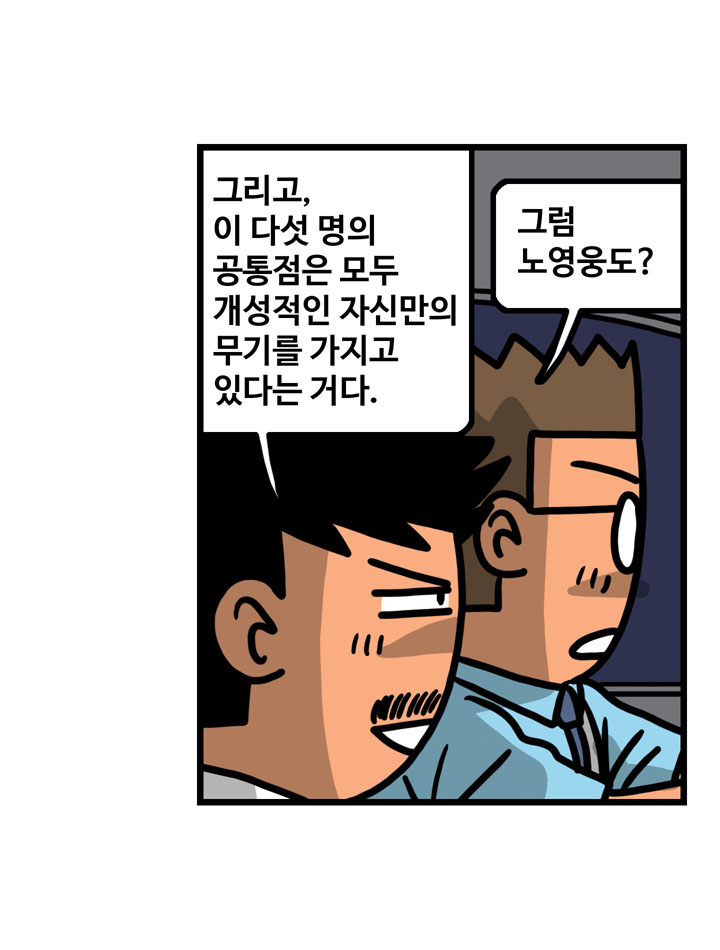 그리고,
이 다섯 명의
공통점은 모두
개성적인 자신만의
무기를 가지고
있다는 거다.
그럼
노영웅도?